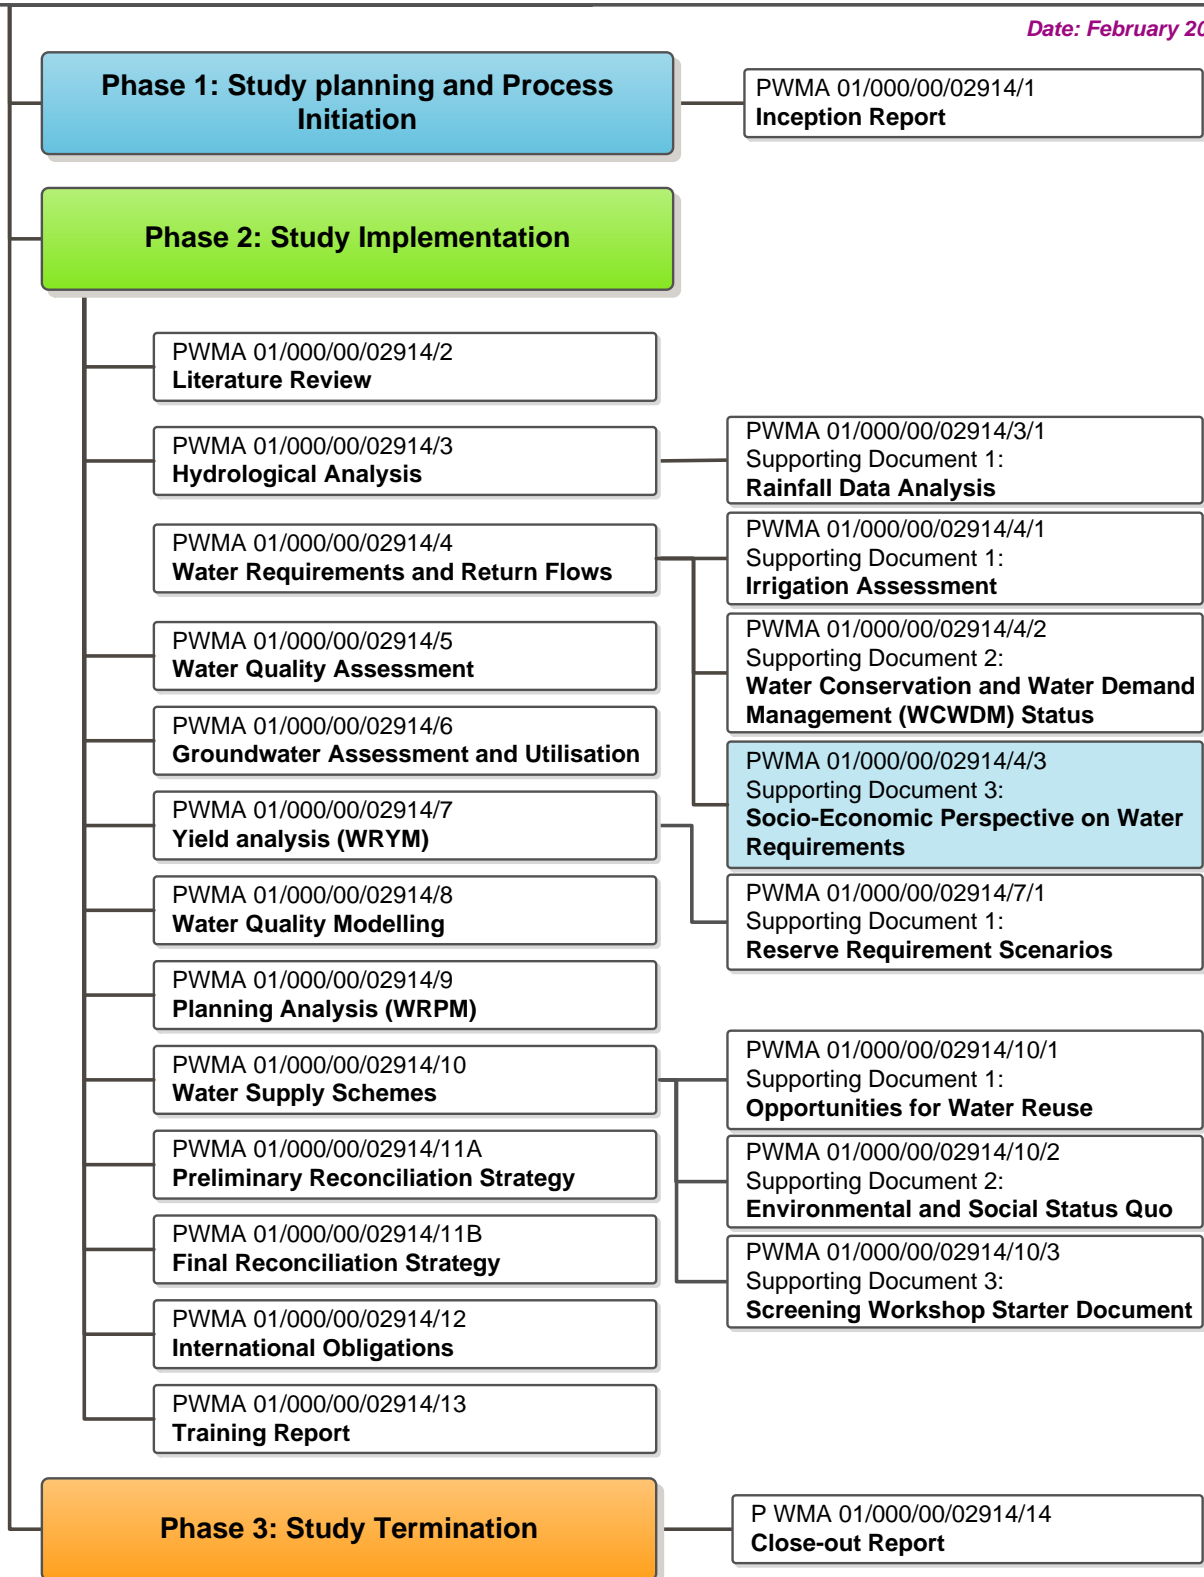 Date: February 20
Phase 1: Study planning and Process
Initiation
PWMA 01/000/00/02914/1
Inception Report
Phase 2: Study Implementation
PWMA 01/000/00/02914/2
Literature Review
PWMA 01/000/00/02914/3
Hydrological Analysis
PWMA 01/000/00/02914/3/1
Supporting Document 1:
Rainfall Data Analysis
PWMA 01/000/00/02914/4
Water Requirements and Return Flows
PWMA 01/000/00/02914/4/1
Supporting Document 1:
Irrigation Assessment
PWMA 01/000/00/02914/4/2
Supporting Document 2:
Water Conservation and Water Demand
Management (WCWDM) Status
PWMA 01/000/00/02914/4/3
Supporting Document 3:
Socio-Economic Perspective on Water
Requirements
PWMA 01/000/00/02914/5
Water Quality Assessment
PWMA 01/000/00/02914/6
Groundwater Assessment and Utilisation
PWMA 01/000/00/02914/7
Yield analysis (WRYM)
PWMA 01/000/00/02914/7/1
Supporting Document 1:
Reserve Requirement Scenarios
PWMA 01/000/00/02914/8
Water Quality Modelling
PWMA 01/000/00/02914/9
Planning Analysis (WRPM)
PWMA 01/000/00/02914/10
Water Supply Schemes
PWMA 01/000/00/02914/10/1
Supporting Document 1:
Opportunities for Water Reuse
PWMA 01/000/00/02914/10/2
Supporting Document 2:
Environmental and Social Status Quo
PWMA 01/000/00/02914/10/3
Supporting Document 3:
Screening Workshop Starter Document
PWMA 01/000/00/02914/11A
Preliminary Reconciliation Strategy
PWMA 01/000/00/02914/11B
Final Reconciliation Strategy
PWMA 01/000/00/02914/12
International Obligations
PWMA 01/000/00/02914/13
Training Report
Phase 3: Study Termination
P WMA 01/000/00/02914/14
Close-out Report